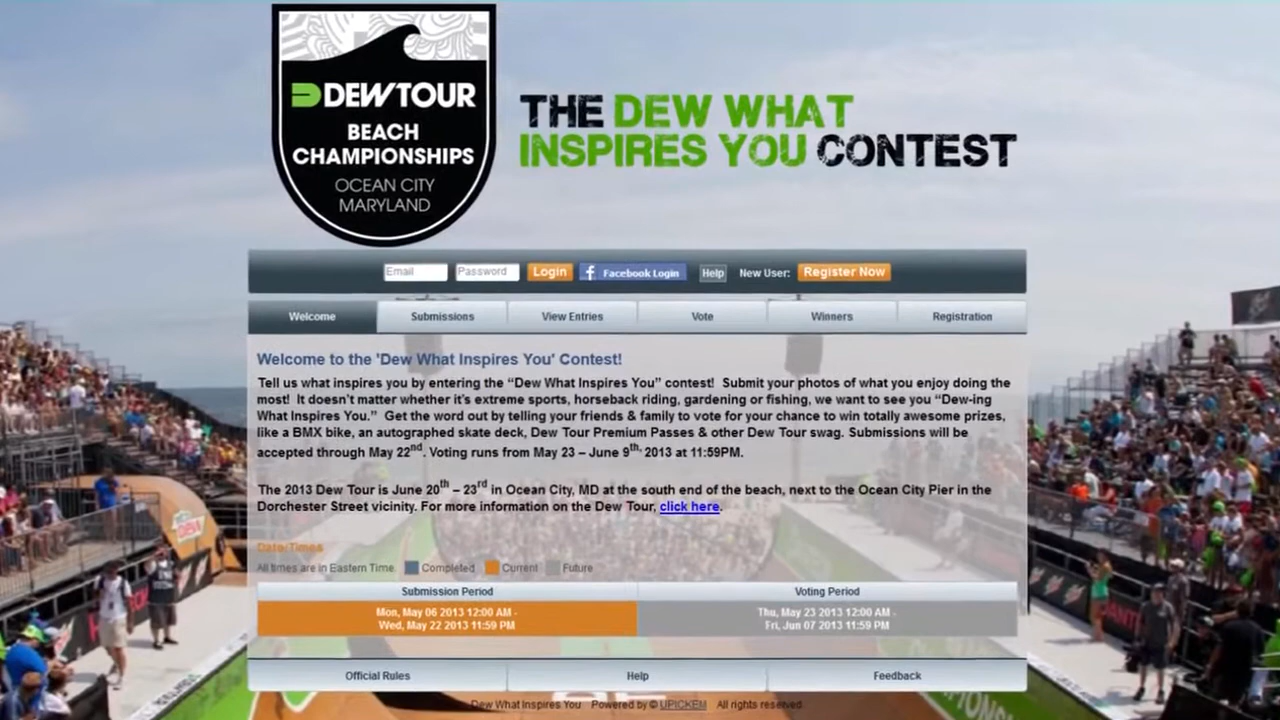 DEW TOUR
BEACH
CHAMPIONSHIPS
OCEAN CITY
MARYLAND
THE DEW WHAT
INSPIRES YOU CONTEST
Email Password Login Facebook Login Help New User: Register Now
Welcome Submissions View Entries Vote Winners Registration
Welcome to the 'Dew What Inspires You' Contest!
Tell us what inspires you by entering the “Dew What Inspires You” contest! Submit your photos of what you enjoy doing the
most! It doesn’t matter whether it’s extreme sports, horseback riding, gardening or fishing, we want to see you “Dew-ing
What Inspires You.” Get the word out by telling your friends & family to vote for your chance to win totally awesome prizes,
like a BMX bike, an autographed skate deck, Dew Tour Premium Passes & other Dew Tour swag. Submissions will be
accepted through May 22nd. Voting runs from May 23 – June 9th, 2013 at 11:59PM.
The 2013 Dew Tour is June 20th – 23rd in Ocean City, MD at the south end of the beach, next to the Ocean City Pier in the
Dorchester Street vicinity. For more information on the Dew Tour, click here.
Date/Times
All times are in Eastern Time Completed Current Future
Submission Period Voting Period
Mon, May 06 2013 12:00 AM - Thu, May 23 2013 12:00 AM -
Wed, May 22 2013 11:59 PM Fri, Jun 07 2013 11:59 PM
Official Rules Help Feedback
Dew What Inspires You Powered by © UPICKEM All rights reserved.